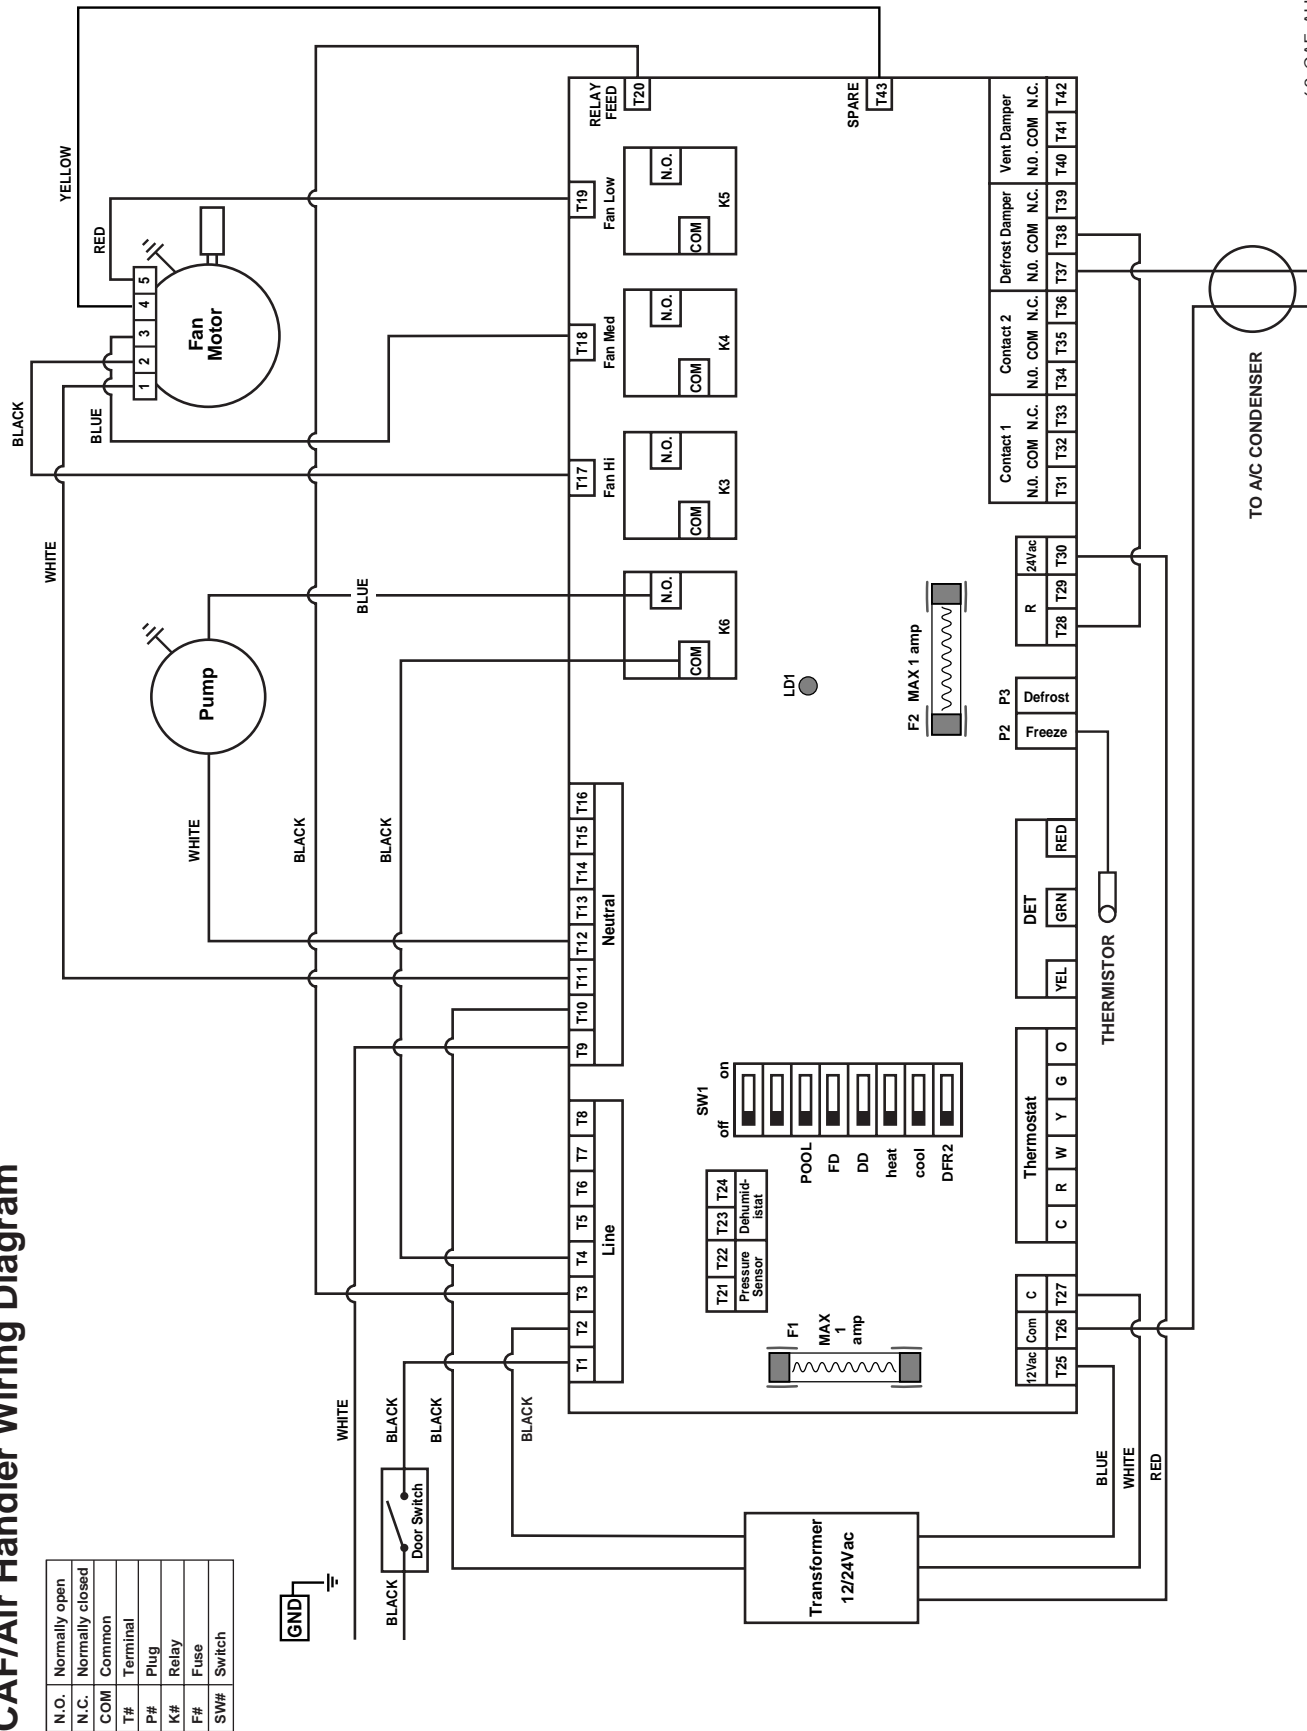 CAF/Air Handler Wiring Diagram
N.O. Normally open
N.C. Normally closed
COM Common
T# Terminal
P# Plug
K# Relay
F# Fuse
SW# Switch
GND
WHITE
BLACK
Door Switch
BLACK
BLACK
BLACK
Transformer
12/24Vac
BLUE
WHITE
RED
WHITE
BLACK
BLACK
WHITE
Pump
BLUE
BLACK
BLUE
Fan
Motor
1 2 3 4 5
RED
YELLOW
T1 T2 T3 T4 T5 T6 T7 T8
Line
T9 T10 T11 T12 T13 T14 T15 T16
Neutral
T17
Fan Hi
T18
Fan Med
T19
Fan Low
RELAY
FEED
T20
COM N.O.
K6
COM N.O.
K3
COM N.O.
K4
COM N.O.
K5
SPARE
T43
T21 T22 T23 T24
Pressure
Sensor
Dehumid-
istat
F1
MAX
1
amp
SW1
off on
POOL
FD
DD
heat
cool
DFR2
LD1
F2 MAX 1 amp
12Vac Com C
T25 T26 T27
Thermostat
C R W Y G O
DET
YEL GRN RED
THERMISTOR
P2 P3
Freeze Defrost
R 24Vac
T28 T29 T30
Contact 1
N.O. COM N.C.
T31 T32 T33
Contact 2
N.O. COM N.C.
T34 T35 T36
Defrost Damper
N.O. COM N.C.
T37 T38 T39
Vent Damper
N.O. COM N.C.
T40 T41 T42
TO A/C CONDENSER